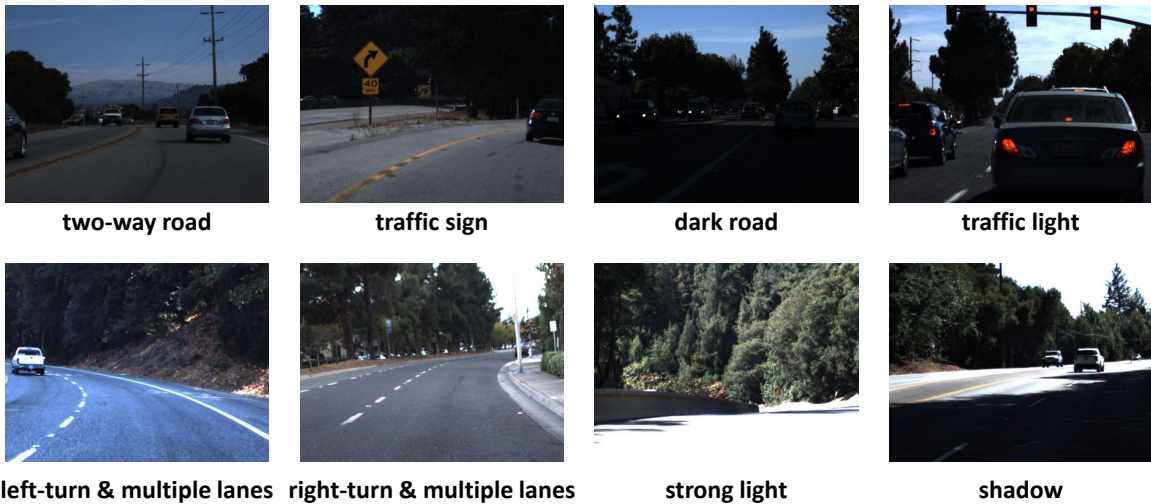 40
two-way road
traffic sign
dark road
traffic light
left-turn & multiple lanes
right-turn & multiple lanes
strong light
shadow